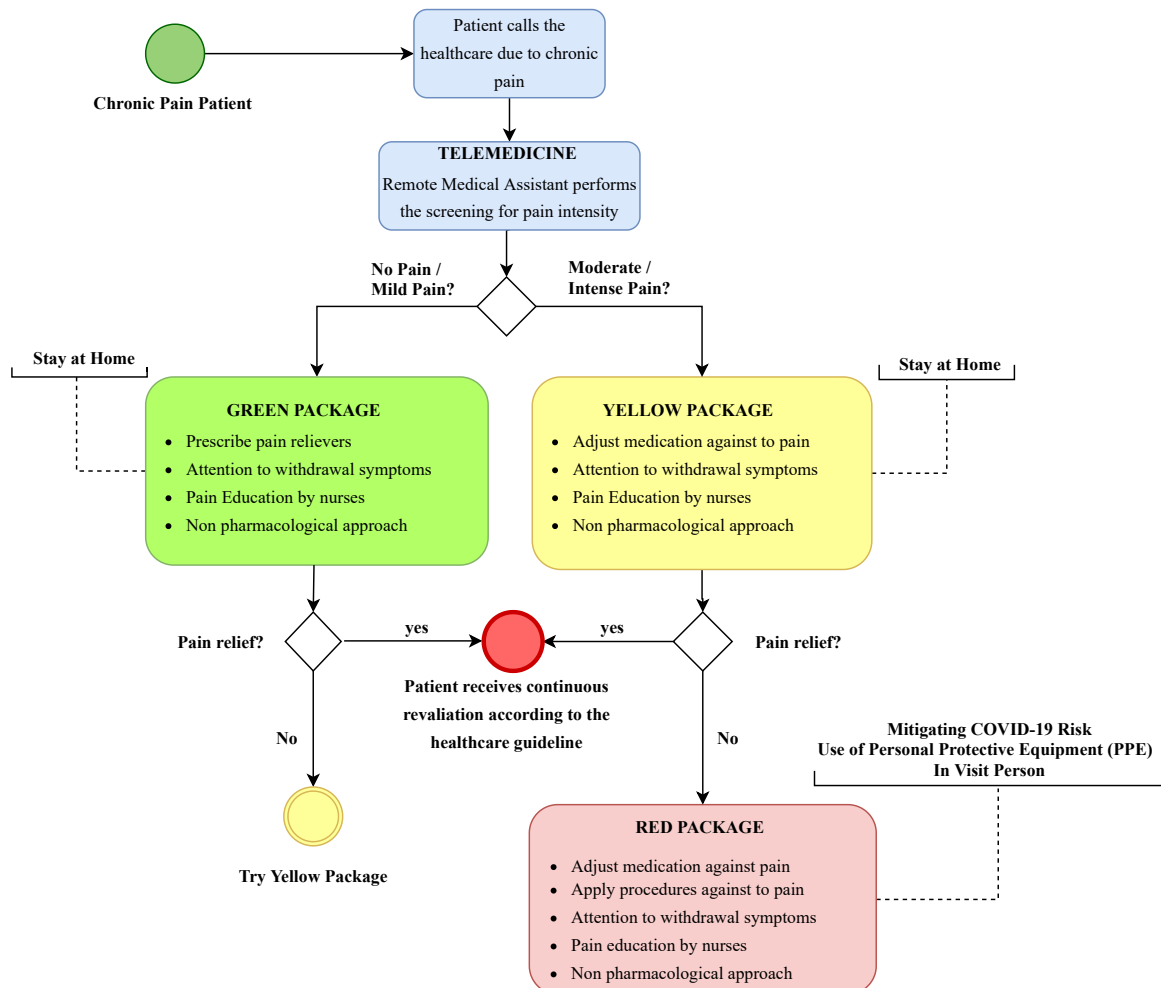 Patient calls the
healthcare due to chronic
pain
Chronic Pain Patient
TELEMEDICINE
Remote Medical Assistant performs
the screening for pain intensity
No Pain /
Mild Pain?
Moderate /
Intense Pain?
Stay at Home
Stay at Home
GREEN PACKAGE
• Prescribe pain relievers
• Attention to withdrawal symptoms
• Pain Education by nurses
• Non pharmacological approach
YELLOW PACKAGE
• Adjust medication against to pain
• Attention to withdrawal symptoms
• Pain Education by nurses
• Non pharmacological approach
Pain relief?
yes
yes
Pain relief?
Patient receives continuous
revaliation according to the
healthcare guideline
No
No
Try Yellow Package
Mitigating COVID-19 Risk
Use of Personal Protective Equipment (PPE)
In Visit Person
RED PACKAGE
• Adjust medication against pain
• Apply procedures against to pain
• Attention to withdrawal symptoms
• Pain education by nurses
• Non pharmacological approach